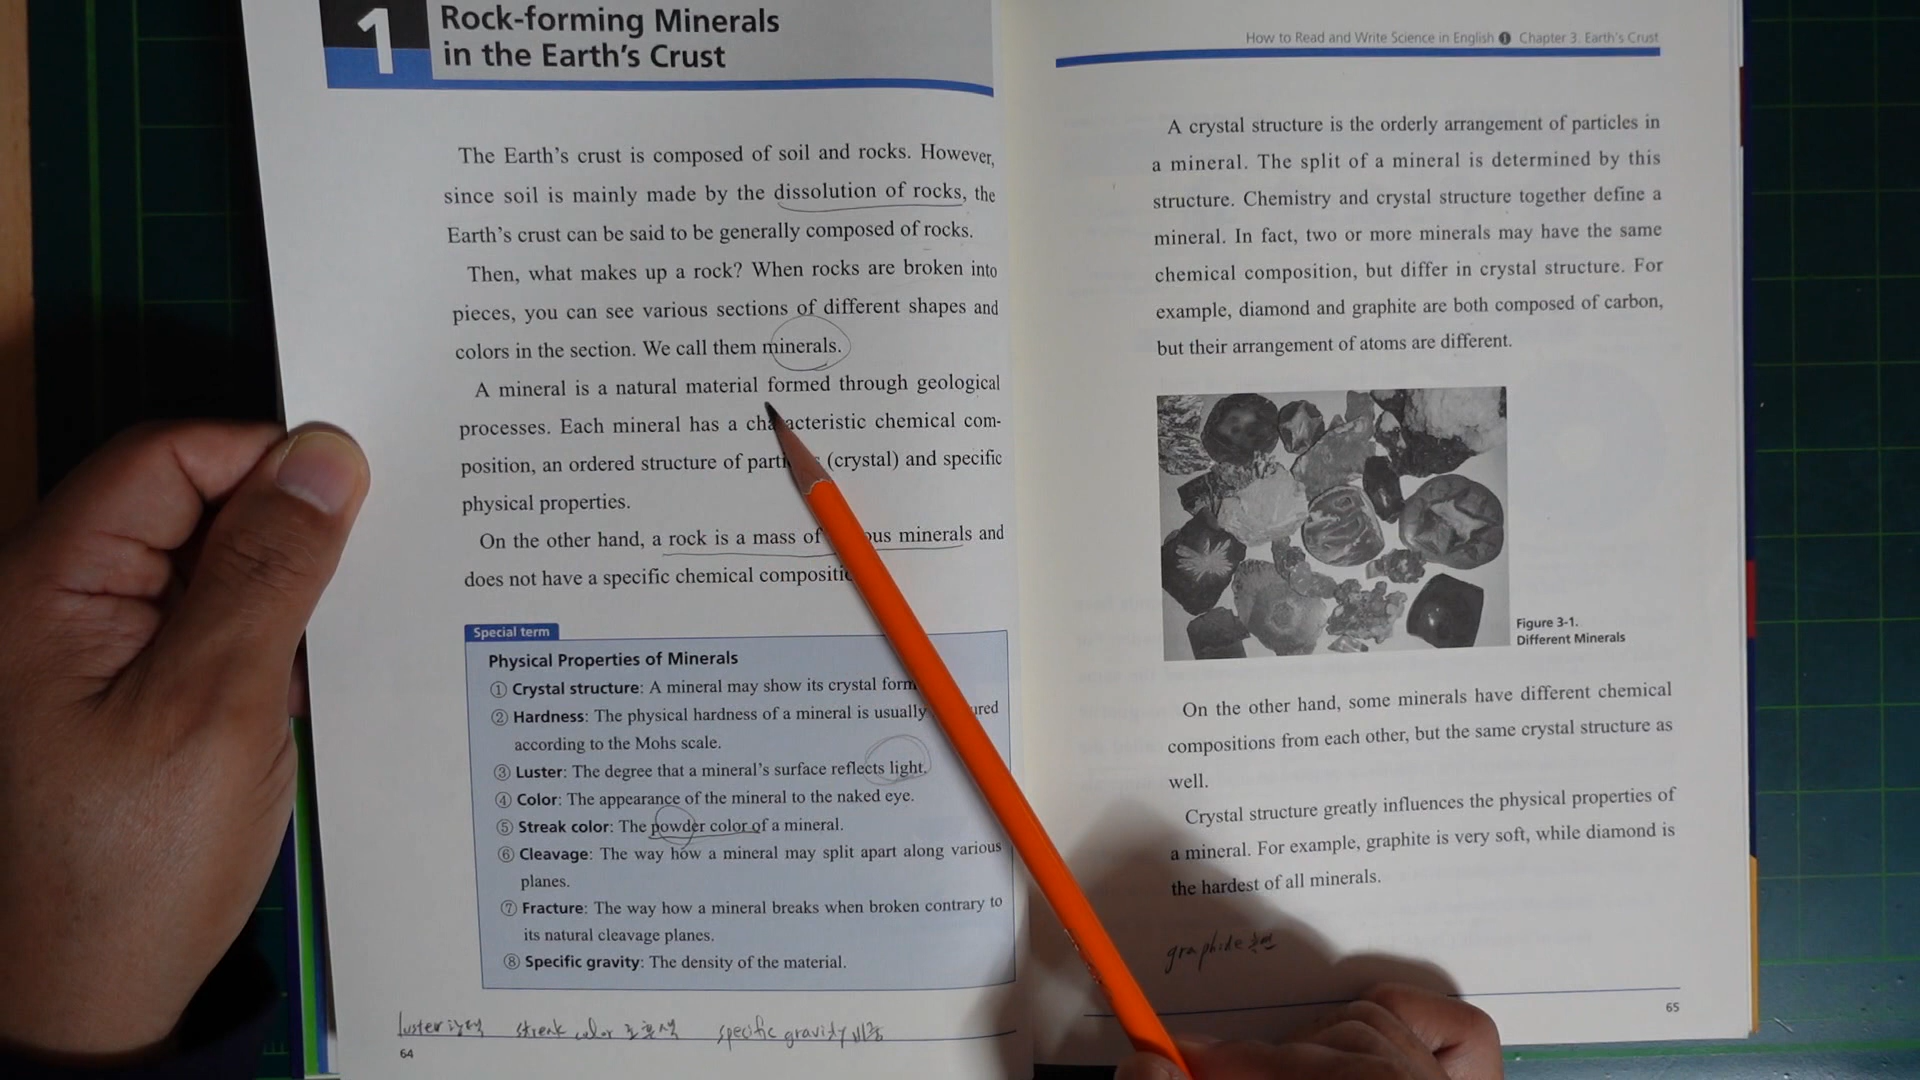 1
Rock-forming Minerals
in the Earth's Crust
The Earth's crust is composed of soil and rocks. However,
since soil is mainly made by the dissolution of rocks, the
Earth's crust can be said to be generally composed of rocks.
Then, what makes up a rock? When rocks are broken into
pieces, you can see various sections of different shapes and
colors in the section. We call them minerals.
A mineral is a natural material formed through geological
processes. Each mineral has a characteristic chemical com-
position, an ordered structure of (crystal) and specific
physical properties.
On the other hand, a rock is a mass of minerals and
does not have a specific chemical
Special term
Physical Properties of Minerals
① Crystal structure: A mineral may show its crystal
② Hardness: The physical hardness of a mineral is usually
according to the Mohs scale.
③ Luster: The degree that a mineral's surface reflects light.
④ Color: The appearance of the mineral to the naked eye.
⑤ Streak color: The powder color of a mineral.
⑥ Cleavage: The way how a mineral may split apart along various
planes.
⑦ Fracture: The way how a mineral breaks when broken contrary to
its natural cleavage planes.
⑧ Specific gravity: The density of the material.
luster 광택 streak color 조흔색 specific gravity 비중
64
How to Read and Write Science in English ❶ Chapter 3. Earth's Crust
A crystal structure is the orderly arrangement of particles in
a mineral. The split of a mineral is determined by this
structure. Chemistry and crystal structure together define a
mineral. In fact, two or more minerals may have the same
chemical composition, but differ in crystal structure. For
example, diamond and graphite are both composed of carbon,
but their arrangement of atoms are different.
Figure 3-1.
Different Minerals
On the other hand, some minerals have different chemical
compositions from each other, but the same crystal structure as
well.
Crystal structure greatly influences the physical properties of
a mineral. For example, graphite is very soft, while diamond is
the hardest of all minerals.
graphide 흑연
65